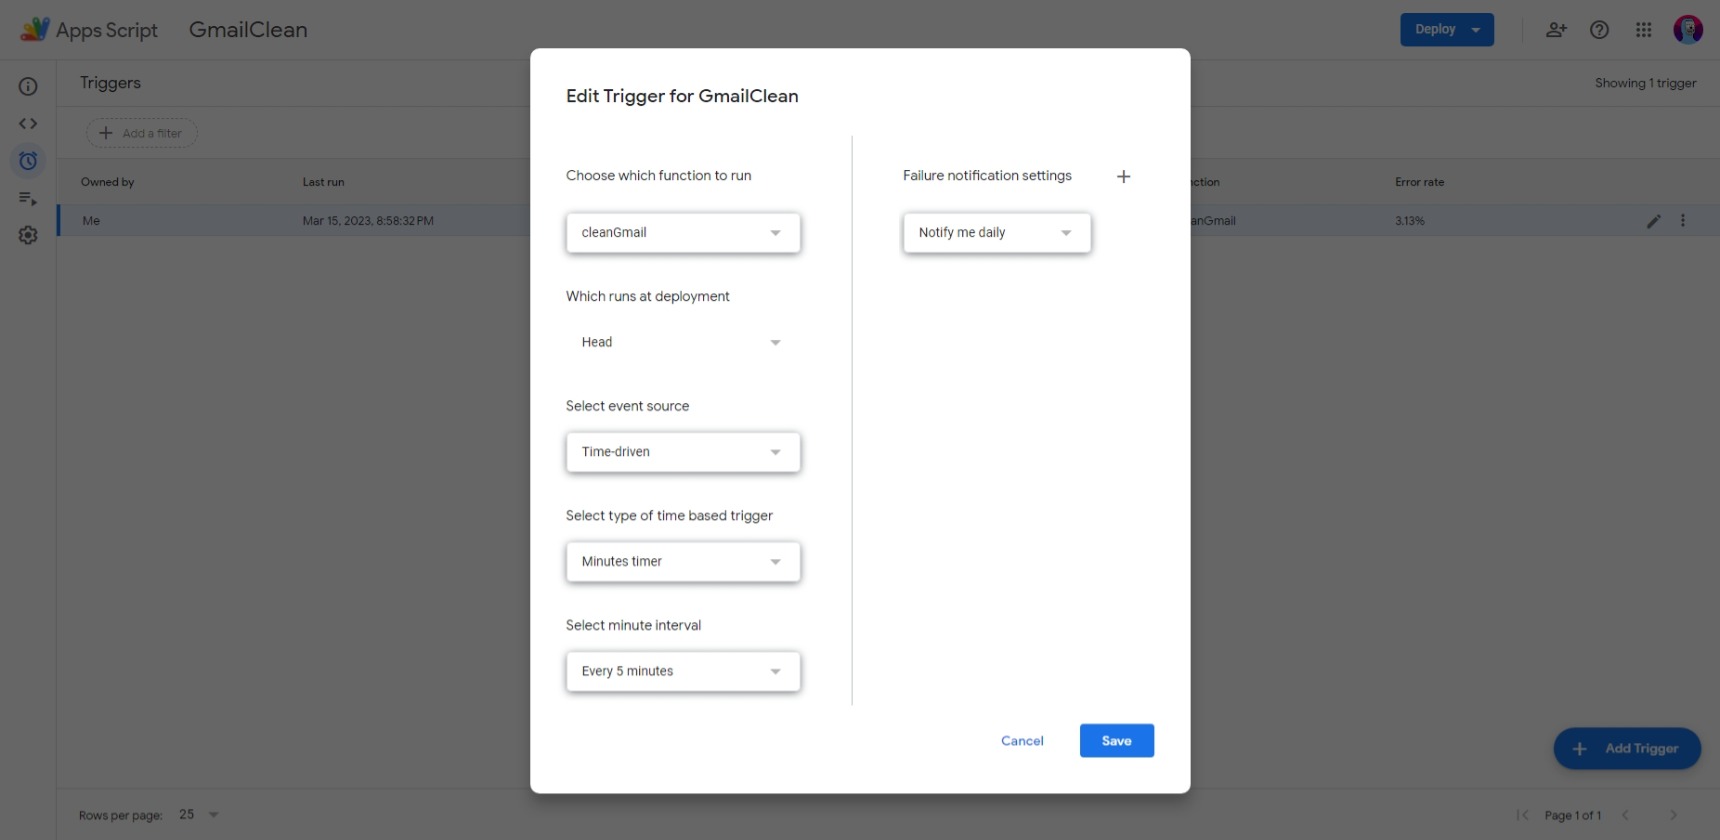 Apps Script
GmailClean
Deploy
Triggers
Showing 1 trigger
Add a filter
Owned by
Last run
nction
Error rate
Me
Mar 15, 2023, 8:58:32 PM
anGmail
3.13%
Edit Trigger for GmailClean
Choose which function to run
cleanGmail
Which runs at deployment
Head
Select event source
Time-driven
Select type of time based trigger
Minutes timer
Select minute interval
Every 5 minutes
Failure notification settings
Notify me daily
Cancel
Save
Add Trigger
Rows per page: 25
Page 1 of 1